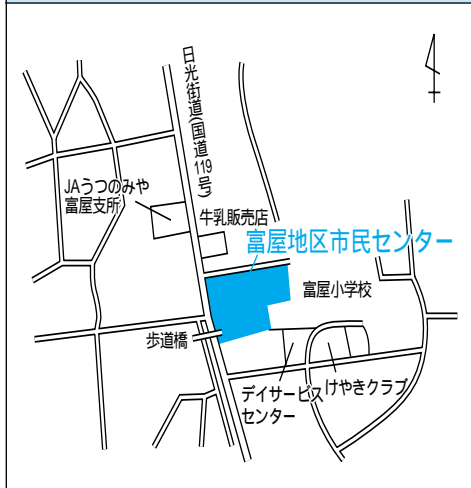 日光街道(国道119号)
JAうつのみや
富屋支所
牛乳販売店
富屋地区市民センター
富屋小学校
歩道橋
デイサービス
センター
けやきクラブ